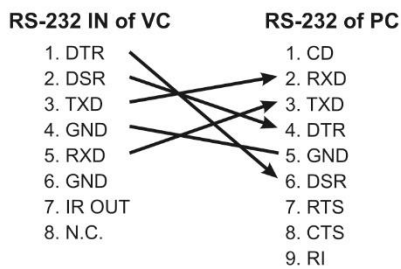 RS-232 IN of VC
1. DTR
2. DSR
3. TXD
4. GND
5. RXD
6. GND
7. IR OUT
8. N.C.
RS-232 of PC
1. CD
2. RXD
3. TXD
4. DTR
5. GND
6. DSR
7. RTS
8. CTS
9. RI